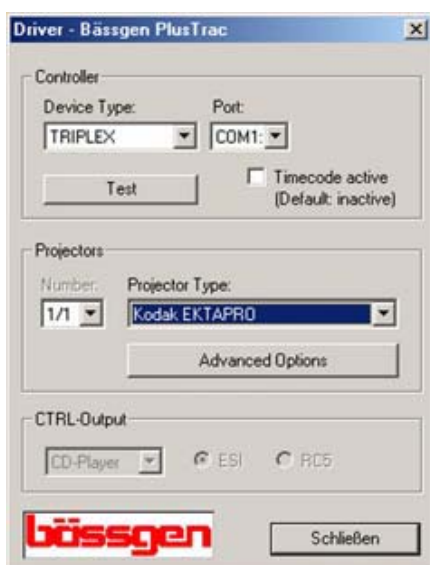 Driver - Bässgen PlusTrac
Controller
Device Type: Port:
TRIPLEX COM1:
Test
Timecode active
(Default: inactive)
Projectors
Number: Projector Type:
1/1 Kodak EKTAPRO
Advanced Options
CTRL-Output
CD-Player ESI RC5
bässgen Schließen